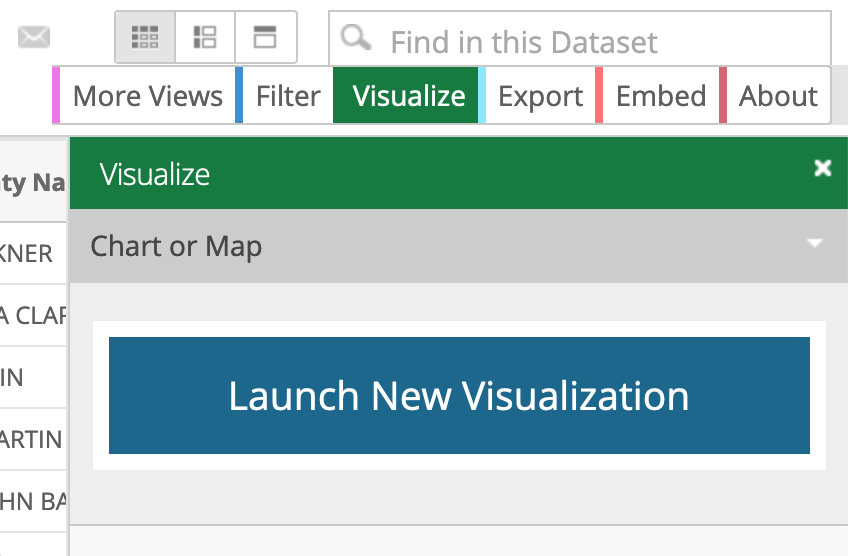 Find in this Dataset
More Views Filter Visualize Export Embed About
ty Na
Visualize
KNER
Chart or Map
A CLAR
IN
Launch New Visualization
ARTIN
HN BA